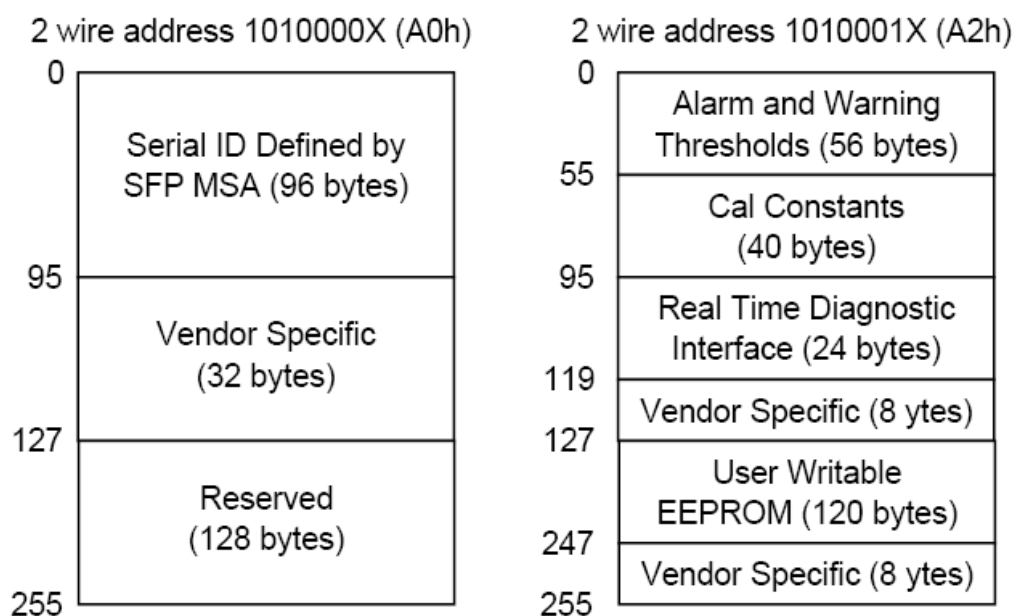 2 wire address 1010000X (A0h)
0
Serial ID Defined by
SFP MSA (96 bytes)
95
Vendor Specific
(32 bytes)
127
Reserved
(128 bytes)
255
2 wire address 1010001X (A2h)
0
Alarm and Warning
Thresholds (56 bytes)
55
Cal Constants
(40 bytes)
95
Real Time Diagnostic
Interface (24 bytes)
119
Vendor Specific (8 ytes)
127
User Writable
EEPROM (120 bytes)
247
Vendor Specific (8 ytes)
255